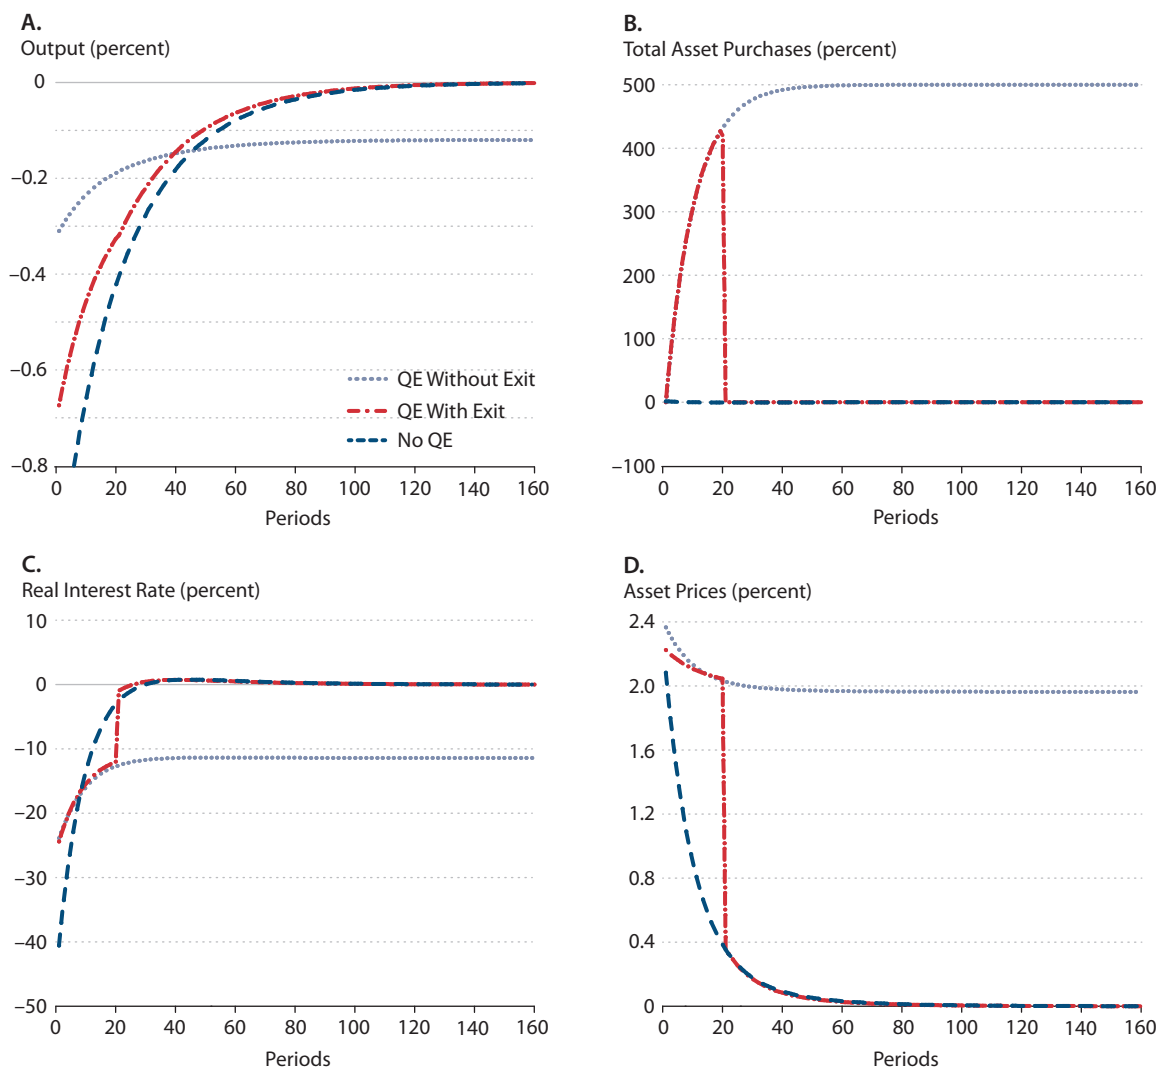 A.
Output (percent)
0
−0.2
−0.4
−0.6
−0.8
QE Without Exit
QE With Exit
No QE
0 20 40 60 80 100 120 140 160
Periods
B.
Total Asset Purchases (percent)
500
400
300
200
100
0
−100
0 20 40 60 80 100 120 140 160
Periods
C.
Real Interest Rate (percent)
10
0
−10
−20
−30
−40
−50
0 20 40 60 80 100 120 140 160
Periods
D.
Asset Prices (percent)
2.4
2.0
1.6
1.2
0.8
0.4
0
0 20 40 60 80 100 120 140 160
Periods